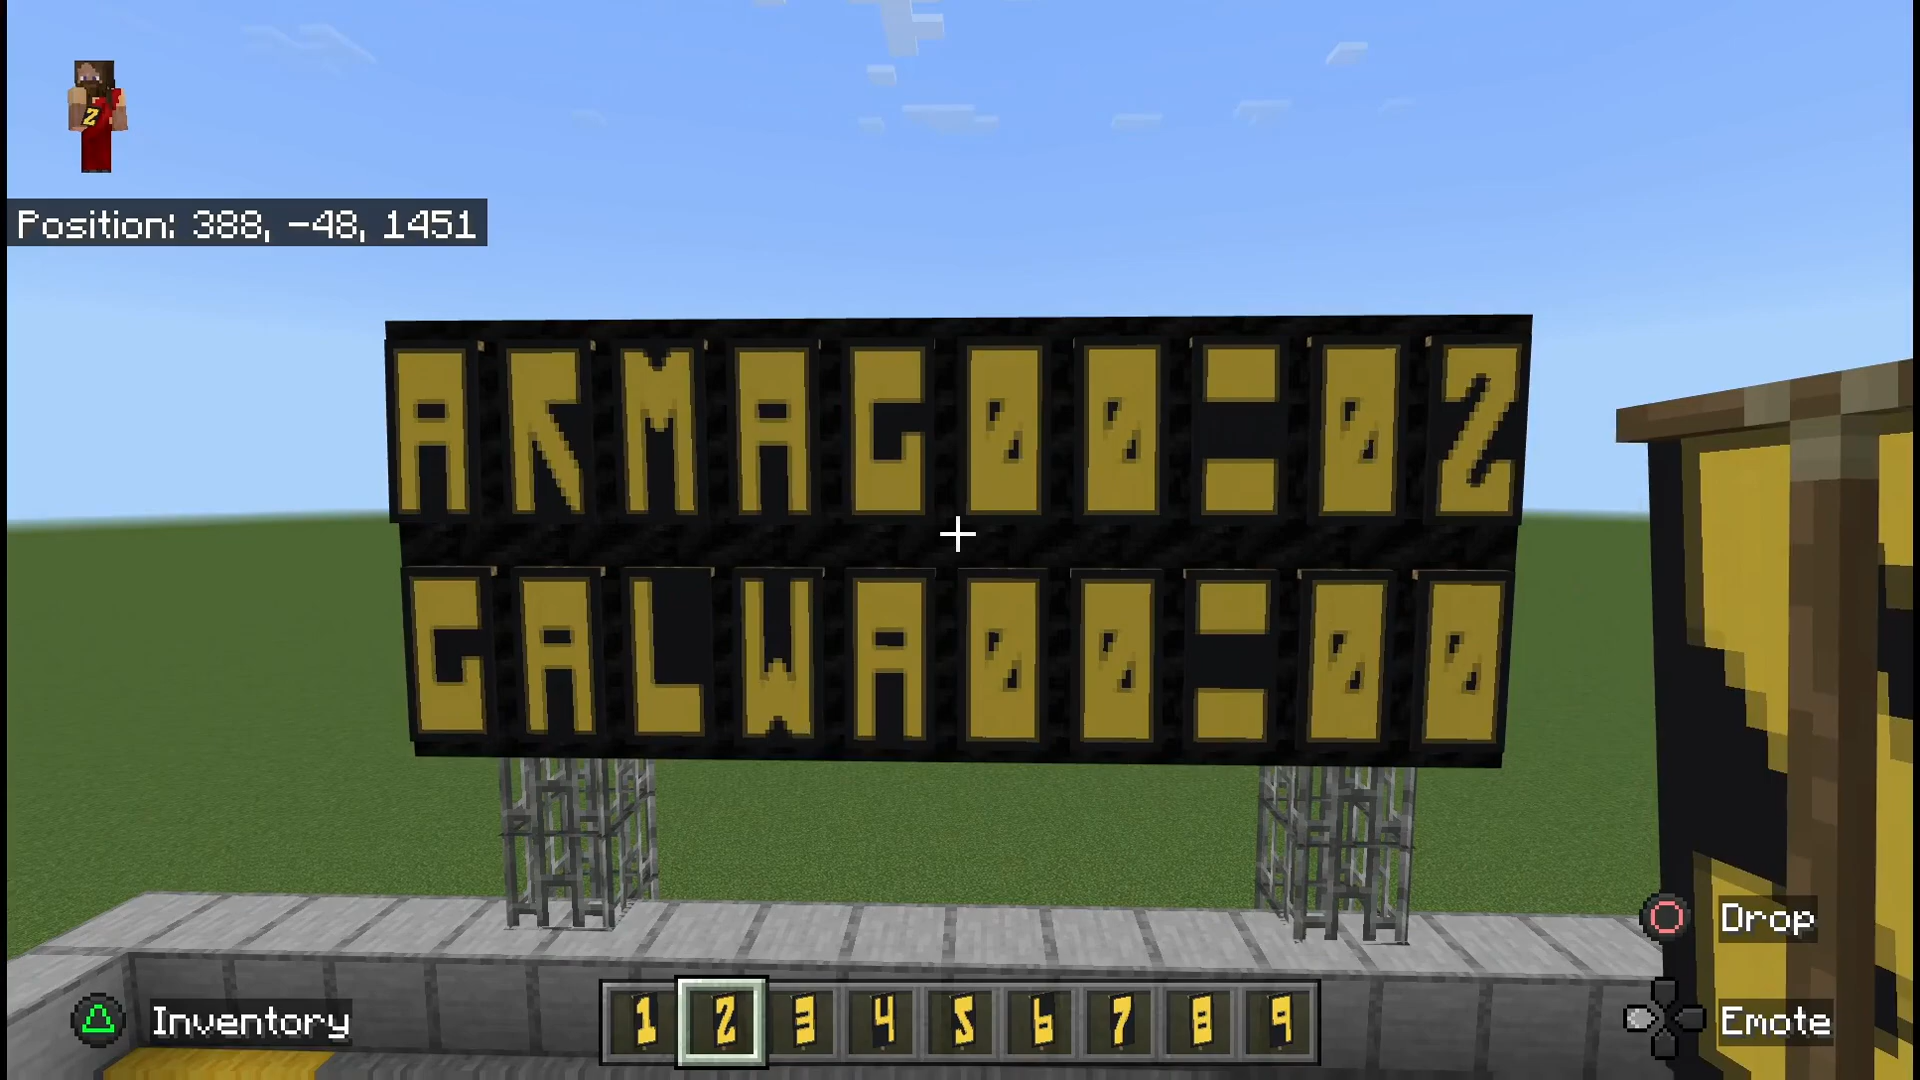 Position: 388, -48, 1451
ARMAG00=02
GALWA00=00
Drop
Inventory
1 2 3 4 5 6 7 8 9
Emote